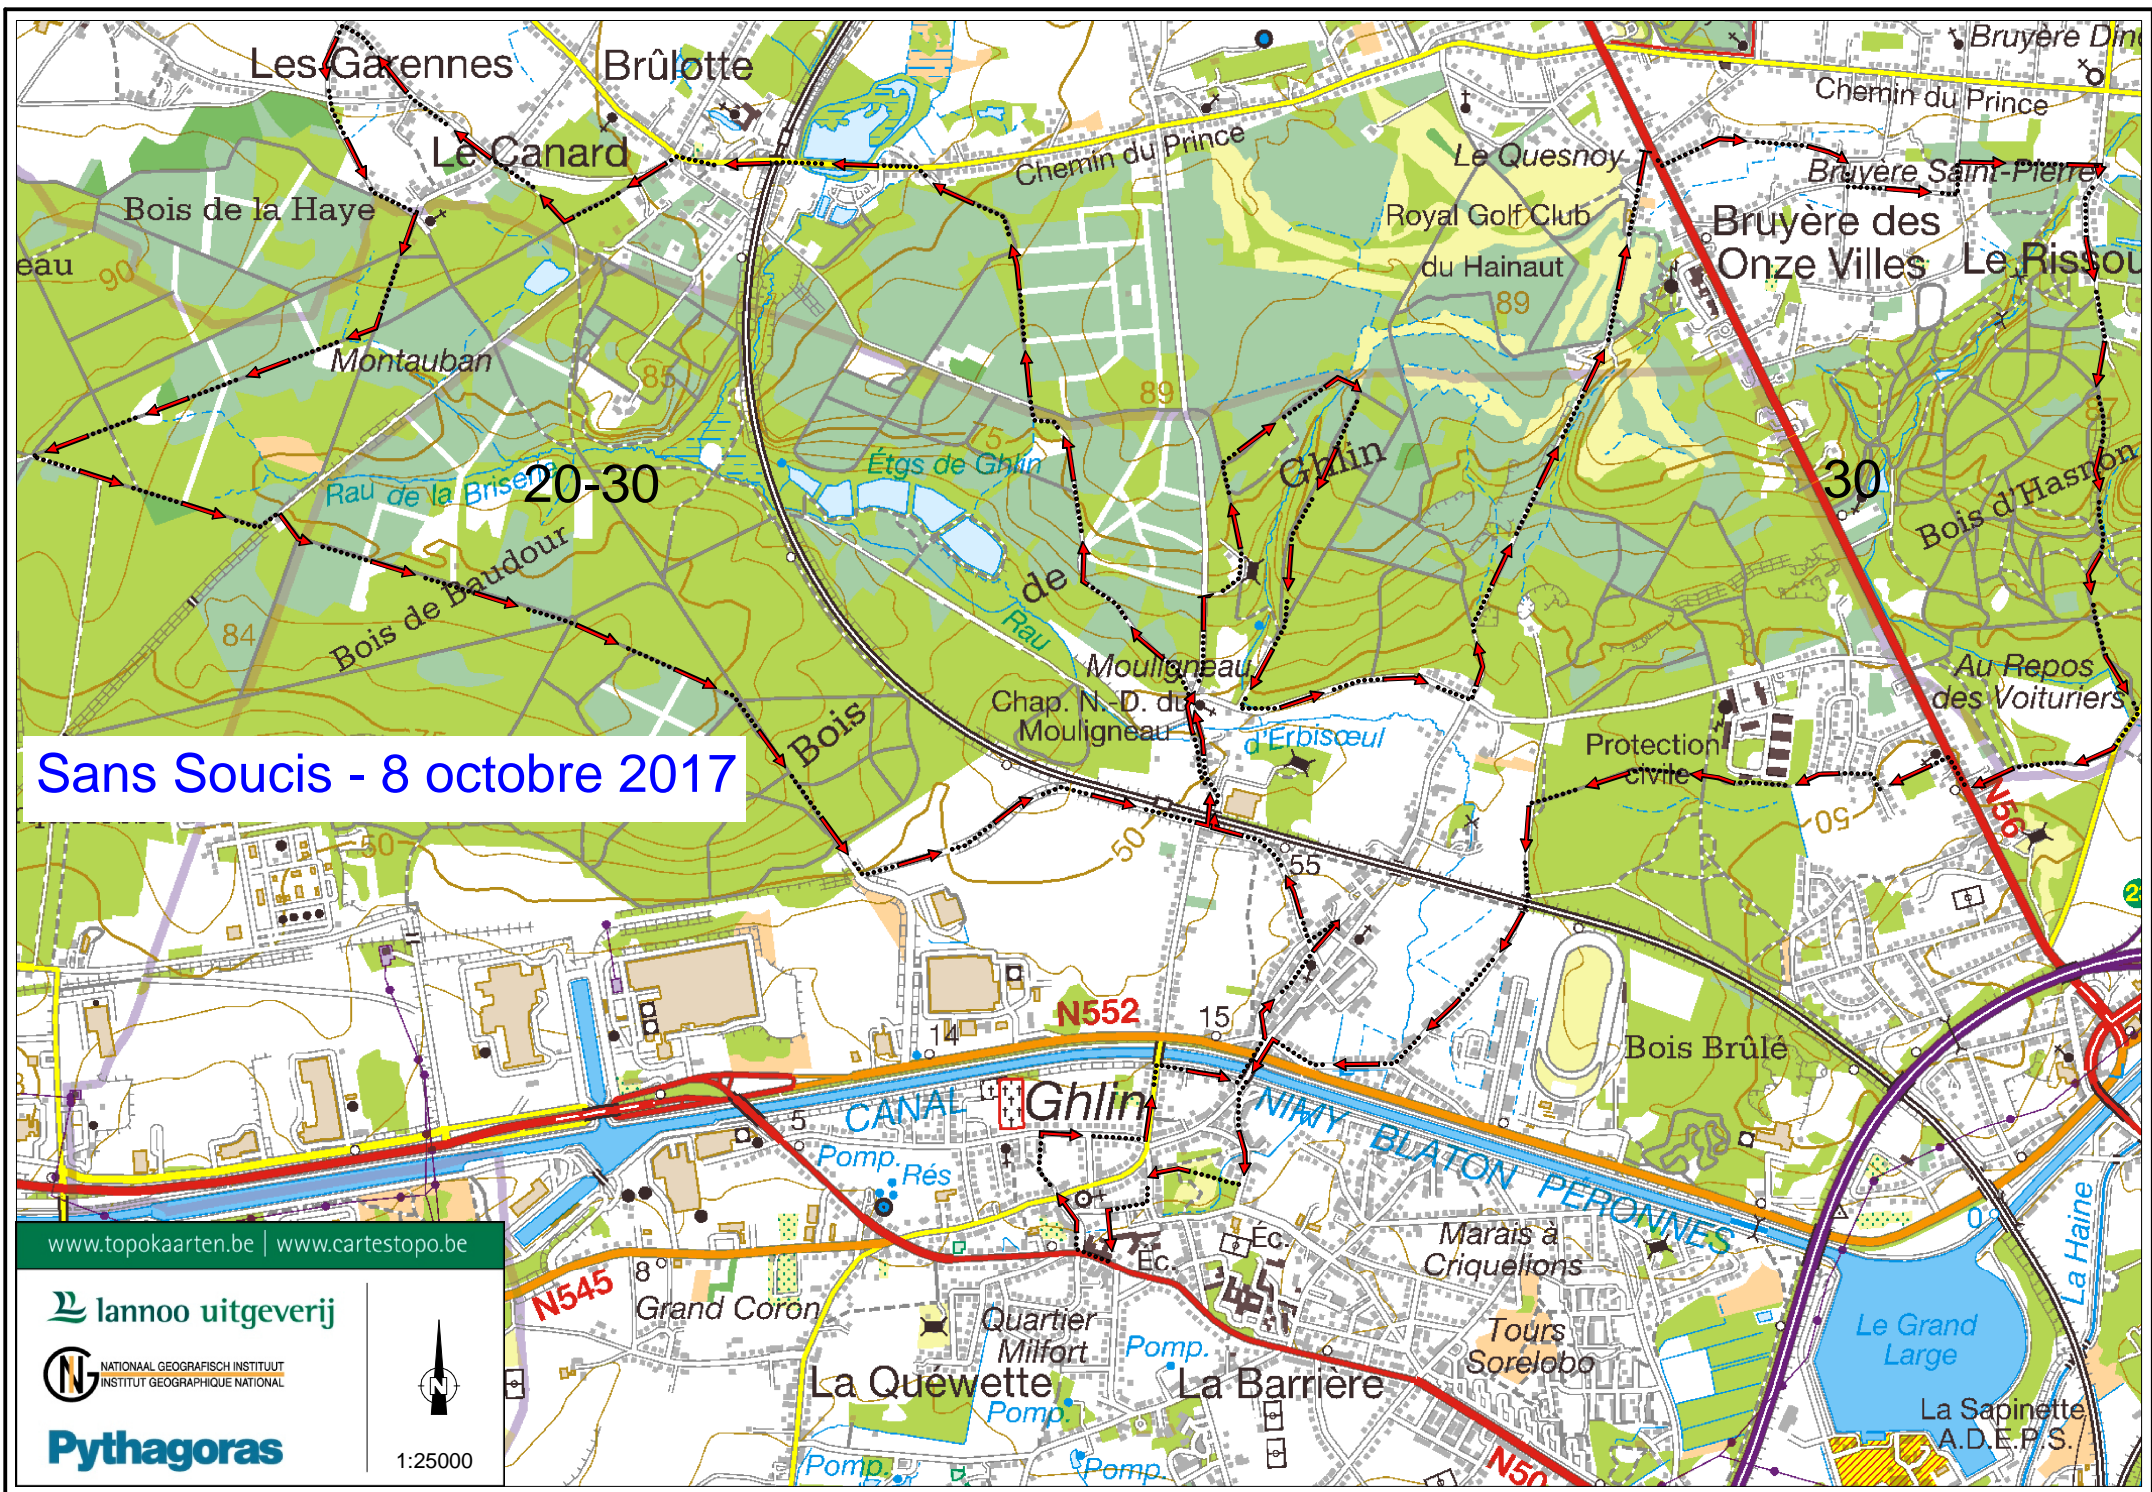 Les Garennes
Brûlotte
Bruyère Din
Chemin du Prince
Le Canard
Chemin du Prince
Le Quesnoy
Bruyère Saint-Pierre
Bois de la Haye
Royal Golf Club
du Hainaut
89
Bruyère des
Onze Villes
Le Rissou
eau
90
Montauban
85
89
87
75
Étgs de Ghlin
Ghlin
Rau de la Briserie
20-30
30
Bois d'Hasnon
Bois de Baudour
de
Rau
84
Mouligneau
Chap. N.-D. du
Mouligneau
d'Erbisœul
Au Repos
des Voituriers
Bois
Protection
civile
Sans Soucis - 8 octobre 2017
N56
50
50
50
55
2
N552
14
15
Bois Brûlé
Ghlin
CANAL
NIMY BLATON PÉRONNES
5
Pomp.
Rés
0
La Haine
Marais à
Criquelions
Éc.
Éc.
www.topokaarten.be | www.cartestopo.be
N545
8
Grand Coron
Quartier
Milfort
Pomp.
Tours
Sorelobo
Le Grand
Large
lannoo uitgeverij
NATIONAAL GEOGRAFISCH INSTITUUT
INSTITUT GEOGRAPHIQUE NATIONAL
N
La Quéwette
La Barrière
Pomp.
La Sapinette
A.D.E.P.S.
Pythagoras
1:25000
Pomp.
Pomp.
N50